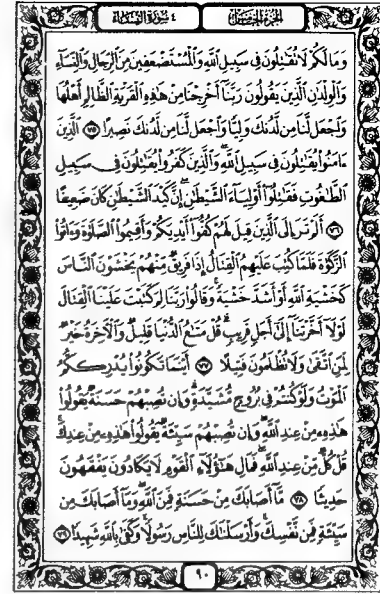 الجزء الخامس
٤ سورة النساء
وَمَا لَكُمْ لَا تُقَٰتِلُونَ فِى سَبِيلِ ٱللَّهِ وَٱلْمُسْتَضْعَفِينَ مِنَ ٱلرِّجَالِ وَٱلنِّسَآءِ
وَٱلْوِلْدَٰنِ ٱلَّذِينَ يَقُولُونَ رَبَّنَآ أَخْرِجْنَا مِنْ هَٰذِهِ ٱلْقَرْيَةِ ٱلظَّالِمِ أَهْلُهَا
وَٱجْعَل لَّنَا مِن لَّدُنكَ وَلِيًّا وَٱجْعَل لَّنَا مِن لَّدُنكَ نَصِيرًا ٧٥ ٱلَّذِينَ
ءَامَنُوا۟ يُقَٰتِلُونَ فِى سَبِيلِ ٱللَّهِ ۖ وَٱلَّذِينَ كَفَرُوا۟ يُقَٰتِلُونَ فِى سَبِيلِ
ٱلطَّٰغُوتِ فَقَٰتِلُوٓا۟ أَوْلِيَآءَ ٱلشَّيْطَٰنِ ۖ إِنَّ كَيْدَ ٱلشَّيْطَٰنِ كَانَ ضَعِيفًا
٧٦ أَلَمْ تَرَ إِلَى ٱلَّذِينَ قِيلَ لَهُمْ كُفُّوٓا۟ أَيْدِيَكُمْ وَأَقِيمُوا۟ ٱلصَّلَوٰةَ وَءَاتُوا۟
ٱلزَّكَوٰةَ فَلَمَّا كُتِبَ عَلَيْهِمُ ٱلْقِتَالُ إِذَا فَرِيقٌ مِّنْهُمْ يَخْشَوْنَ ٱلنَّاسَ
كَخَشْيَةِ ٱللَّهِ أَوْ أَشَدَّ خَشْيَةً ۚ وَقَالُوا۟ رَبَّنَا لِمَ كَتَبْتَ عَلَيْنَا ٱلْقِتَالَ
لَوْلَآ أَخَّرْتَنَآ إِلَىٰٓ أَجَلٍ قَرِيبٍ ۗ قُلْ مَتَٰعُ ٱلدُّنْيَا قَلِيلٌ وَٱلْءَاخِرَةُ خَيْرٌ
لِّمَنِ ٱتَّقَىٰ وَلَا تُظْلَمُونَ فَتِيلًا ٧٧ أَيْنَمَا تَكُونُوا۟ يُدْرِككُّمُ
ٱلْمَوْتُ وَلَوْ كُنتُمْ فِى بُرُوجٍ مُّشَيَّدَةٍ ۗ وَإِن تُصِبْهُمْ حَسَنَةٌ يَقُولُوا۟
هَٰذِهِۦ مِنْ عِندِ ٱللَّهِ ۖ وَإِن تُصِبْهُمْ سَيِّئَةٌ يَقُولُوا۟ هَٰذِهِۦ مِنْ عِندِكَ ۚ
قُلْ كُلٌّ مِّنْ عِندِ ٱللَّهِ ۖ فَمَالِ هَٰٓؤُلَآءِ ٱلْقَوْمِ لَا يَكَادُونَ يَفْقَهُونَ
حَدِيثًا ٧٨ مَّآ أَصَابَكَ مِنْ حَسَنَةٍ فَمِنَ ٱللَّهِ ۖ وَمَآ أَصَابَكَ مِن
سَيِّئَةٍ فَمِن نَّفْسِكَ ۚ وَأَرْسَلْنَٰكَ لِلنَّاسِ رَسُولًا ۚ وَكَفَىٰ بِٱللَّهِ شَهِيدًا ٧٩
٩٠